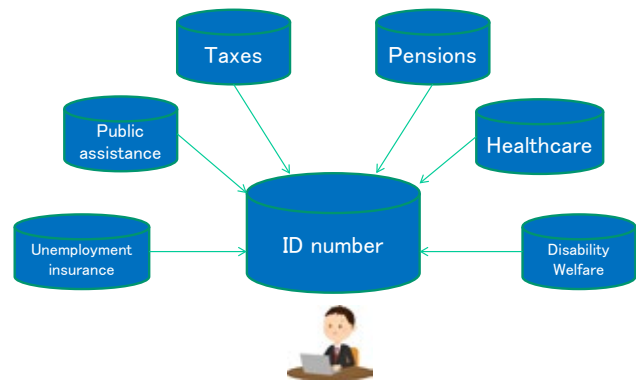 Taxes
Pensions
Public
assistance
Healthcare
Unemployment
insurance
ID number
Disability
Welfare